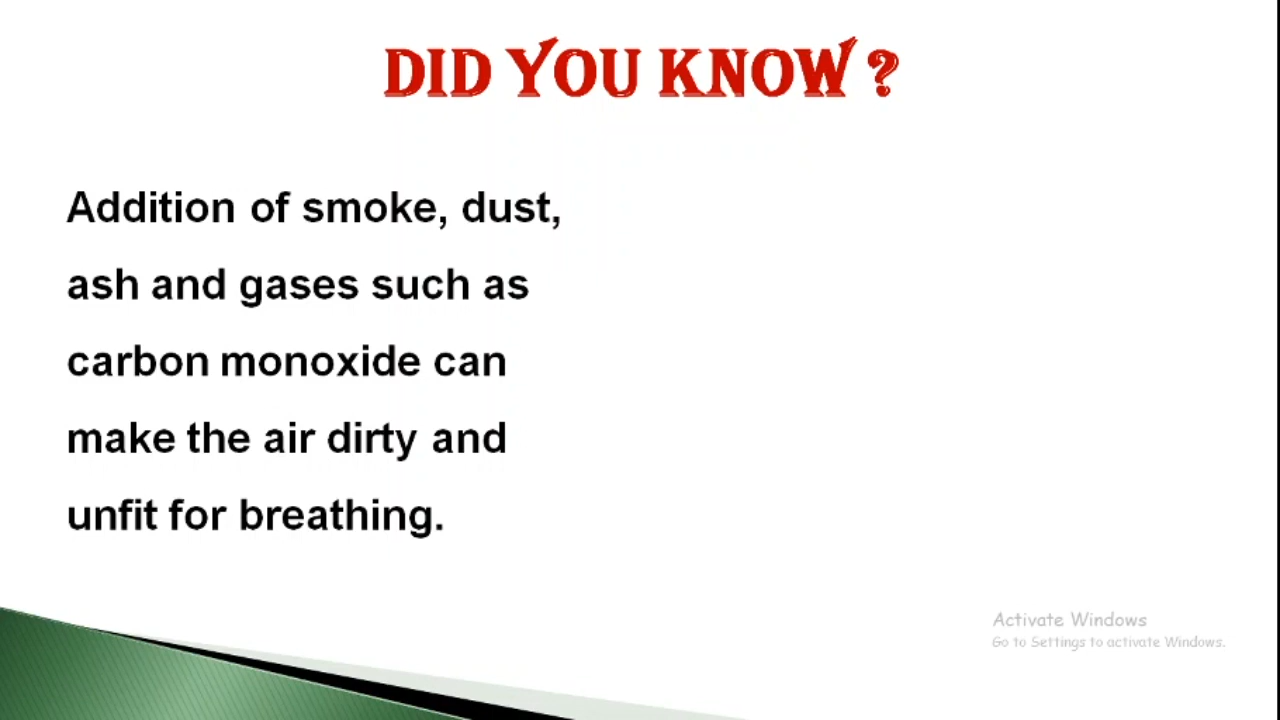 DID YOU KNOW ?
Addition of smoke, dust,
ash and gases such as
carbon monoxide can
make the air dirty and
unfit for breathing.
Activate Windows
Go to Settings to activate Windows.